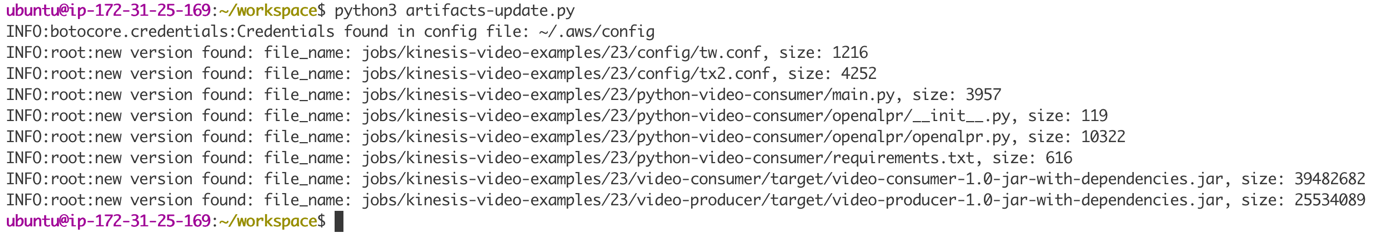 ubuntu@ip-172-31-25-169:~/workspace$ python3 artifacts-update.py
INFO:botocore.credentials:Credentials found in config file: ~/.aws/config
INFO:root:new version found: file_name: jobs/kinesis-video-examples/23/config/tw.conf, size: 1216
INFO:root:new version found: file_name: jobs/kinesis-video-examples/23/config/tx2.conf, size: 4252
INFO:root:new version found: file_name: jobs/kinesis-video-examples/23/python-video-consumer/main.py, size: 3957
INFO:root:new version found: file_name: jobs/kinesis-video-examples/23/python-video-consumer/openalpr/__init__.py, size: 119
INFO:root:new version found: file_name: jobs/kinesis-video-examples/23/python-video-consumer/openalpr/openalpr.py, size: 10322
INFO:root:new version found: file_name: jobs/kinesis-video-examples/23/python-video-consumer/requirements.txt, size: 616
INFO:root:new version found: file_name: jobs/kinesis-video-examples/23/video-consumer/target/video-consumer-1.0-jar-with-dependencies.jar, size: 39482682
INFO:root:new version found: file_name: jobs/kinesis-video-examples/23/video-producer/target/video-producer-1.0-jar-with-dependencies.jar, size: 25534089
ubuntu@ip-172-31-25-169:~/workspace$